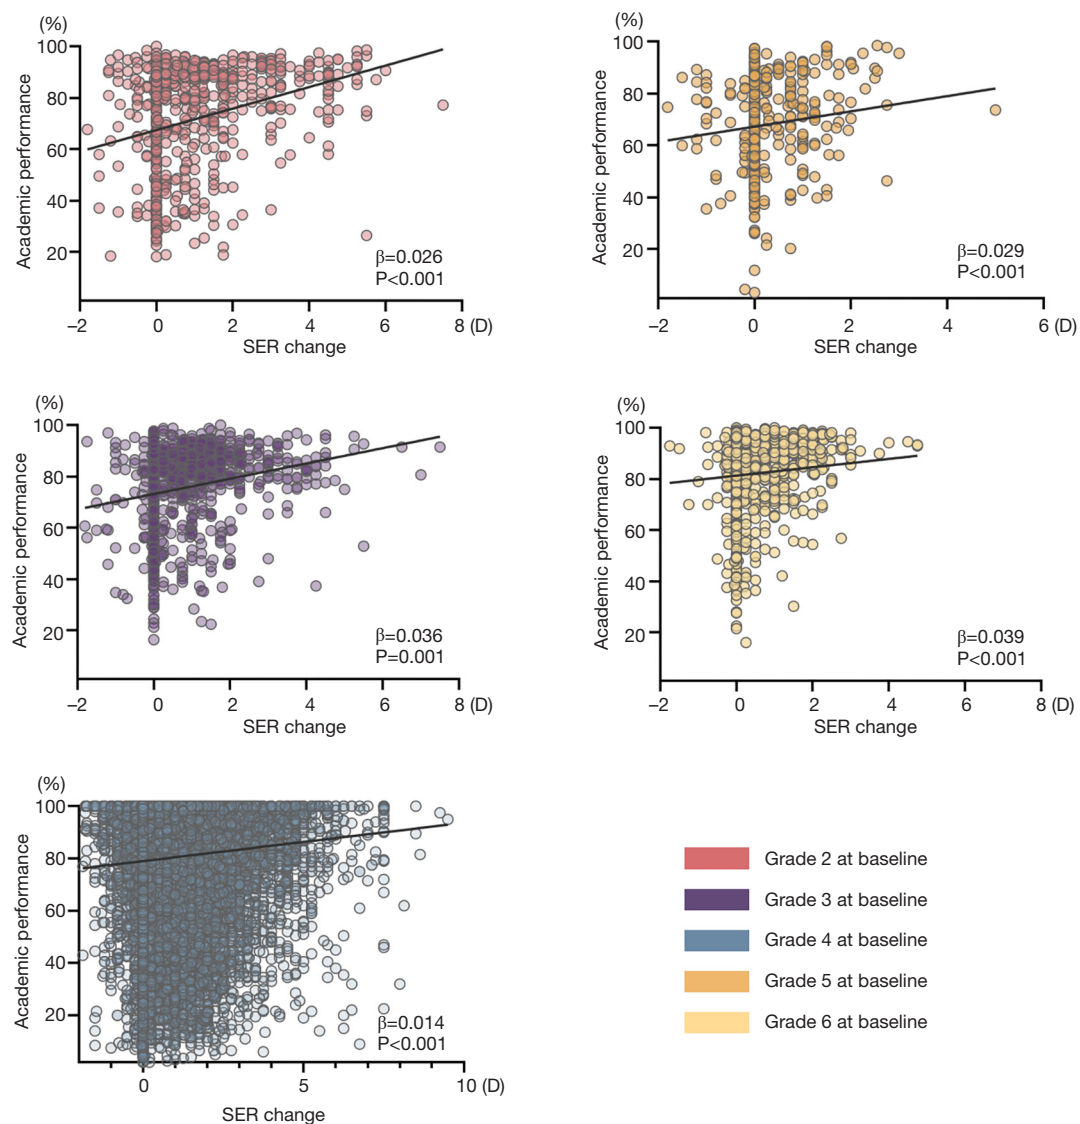 (%)
100
80
60
40
20
Academic performance
β=0.026
P<0.001
−2
0
2
4
6
8 (D)
SER change
(%)
100
80
60
40
20
Academic performance
β=0.029
P<0.001
−2
0
2
4
6 (D)
SER change
(%)
100
80
60
40
20
Academic performance
β=0.036
P=0.001
−2
0
2
4
6
8 (D)
SER change
(%)
100
80
60
40
20
Academic performance
β=0.039
P<0.001
−2
0
2
4
6
8 (D)
SER change
(%)
100
80
60
40
20
Academic performance
β=0.014
P<0.001
0
5
10 (D)
SER change
Grade 2 at baseline
Grade 3 at baseline
Grade 4 at baseline
Grade 5 at baseline
Grade 6 at baseline